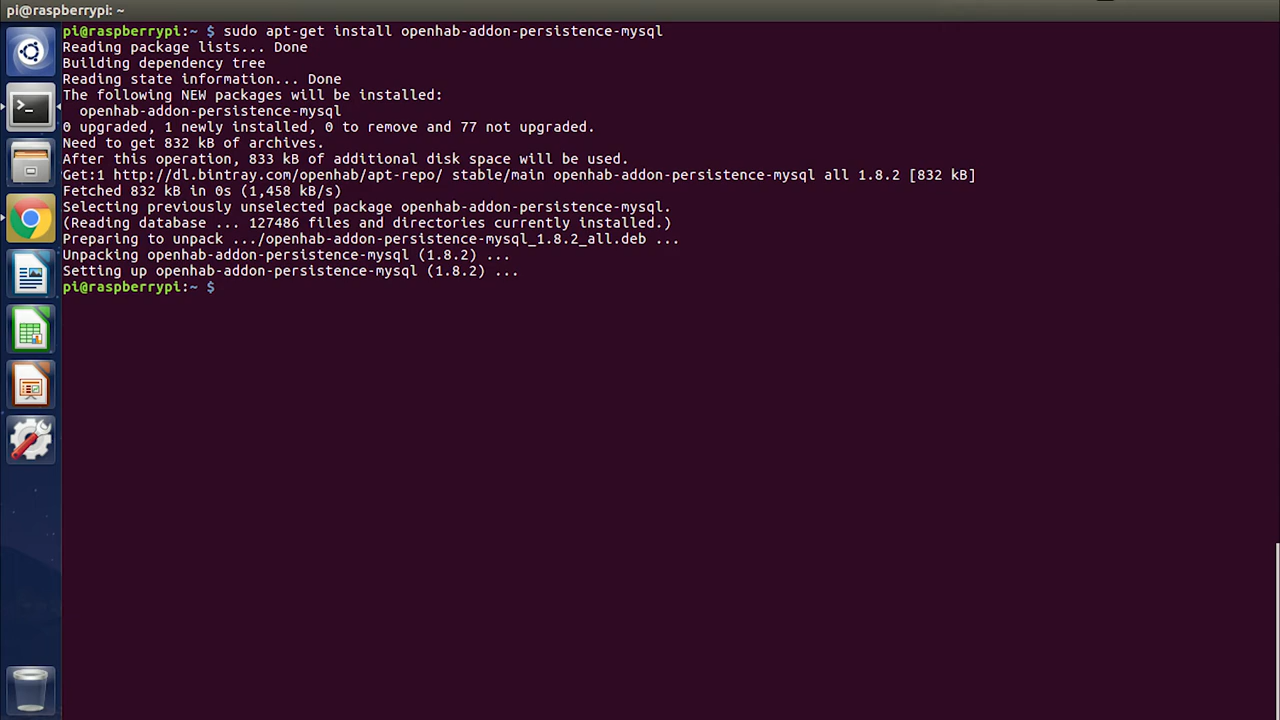 pi@raspberrypi: ~
pi@raspberrypi:~ $ sudo apt-get install openhab-addon-persistence-mysql
Reading package lists... Done
Building dependency tree
Reading state information... Done
The following NEW packages will be installed:
  openhab-addon-persistence-mysql
0 upgraded, 1 newly installed, 0 to remove and 77 not upgraded.
Need to get 832 kB of archives.
After this operation, 833 kB of additional disk space will be used.
Get:1 http://dl.bintray.com/openhab/apt-repo/ stable/main openhab-addon-persistence-mysql all 1.8.2 [832 kB]
Fetched 832 kB in 0s (1,458 kB/s)
Selecting previously unselected package openhab-addon-persistence-mysql.
(Reading database ... 127486 files and directories currently installed.)
Preparing to unpack .../openhab-addon-persistence-mysql_1.8.2_all.deb ...
Unpacking openhab-addon-persistence-mysql (1.8.2) ...
Setting up openhab-addon-persistence-mysql (1.8.2) ...
pi@raspberrypi:~ $